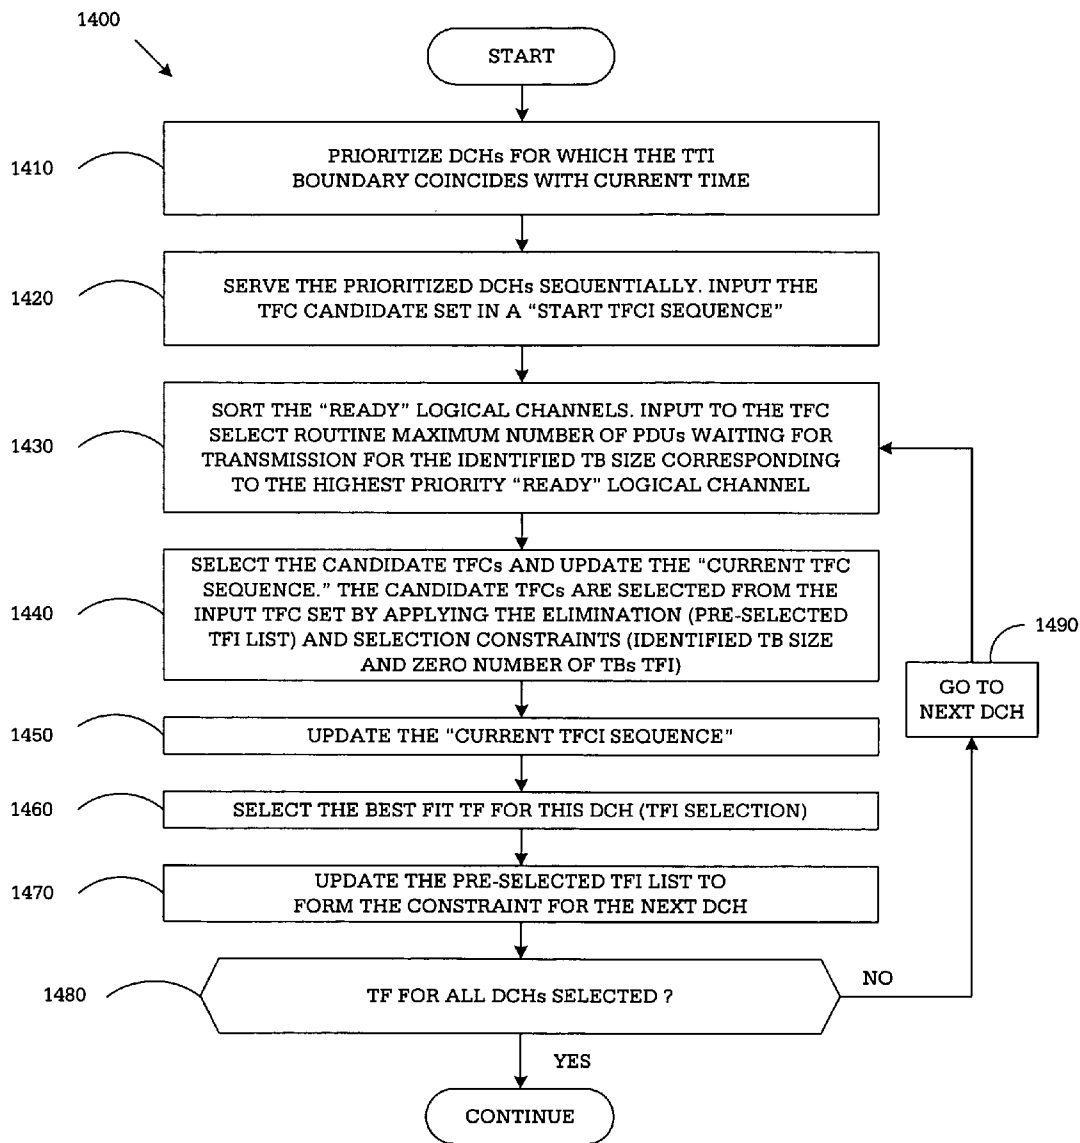 1400
START
1410
PRIORITIZE DCHs FOR WHICH THE TTI
BOUNDARY COINCIDES WITH CURRENT TIME
1420
SERVE THE PRIORITIZED DCHs SEQUENTIALLY. INPUT THE
TFC CANDIDATE SET IN A “START TFCI SEQUENCE”
1430
SORT THE “READY” LOGICAL CHANNELS. INPUT TO THE TFC
SELECT ROUTINE MAXIMUM NUMBER OF PDUs WAITING FOR
TRANSMISSION FOR THE IDENTIFIED TB SIZE CORRESPONDING
TO THE HIGHEST PRIORITY “READY” LOGICAL CHANNEL
1440
SELECT THE CANDIDATE TFCs AND UPDATE THE “CURRENT TFC
SEQUENCE.” THE CANDIDATE TFCs ARE SELECTED FROM THE
INPUT TFC SET BY APPLYING THE ELIMINATION (PRE-SELECTED
TFI LIST) AND SELECTION CONSTRAINTS (IDENTIFIED TB SIZE
AND ZERO NUMBER OF TBs TFI)
1490
GO TO
NEXT DCH
1450
UPDATE THE “CURRENT TFCI SEQUENCE”
1460
SELECT THE BEST FIT TF FOR THIS DCH (TFI SELECTION)
1470
UPDATE THE PRE-SELECTED TFI LIST TO
FORM THE CONSTRAINT FOR THE NEXT DCH
1480
TF FOR ALL DCHs SELECTED ?
NO
YES
CONTINUE